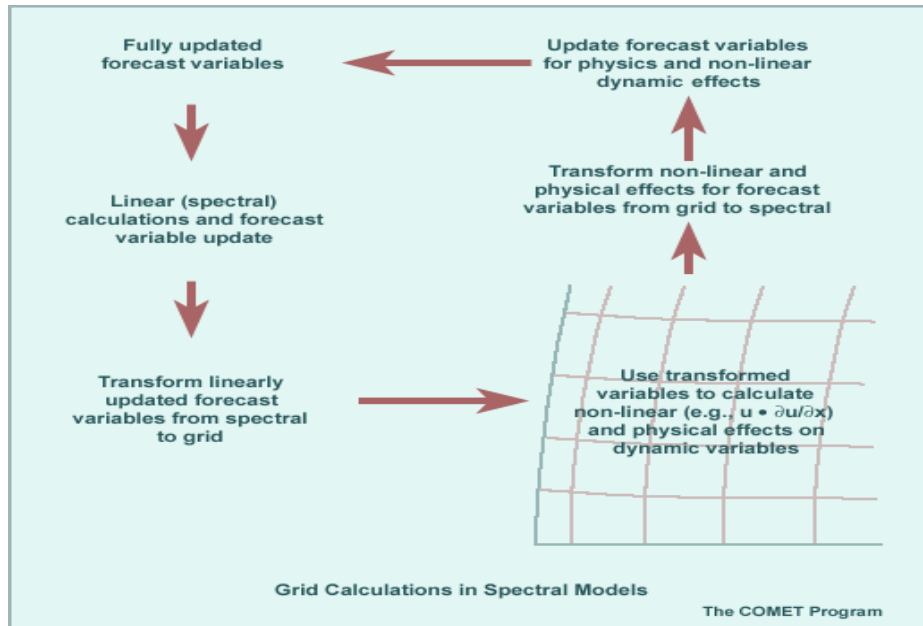 Fully updated
forecast variables
Linear (spectral)
calculations and forecast
variable update
Transform linearly
updated forecast
variables from spectral
to grid
Use transformed
variables to calculate
non-linear (e.g., u • ∂u/∂x)
and physical effects on
dynamic variables
Transform non-linear and
physical effects for forecast
variables from grid to spectral
Update forecast variables
for physics and non-linear
dynamic effects
Grid Calculations in Spectral Models
The COMET Program